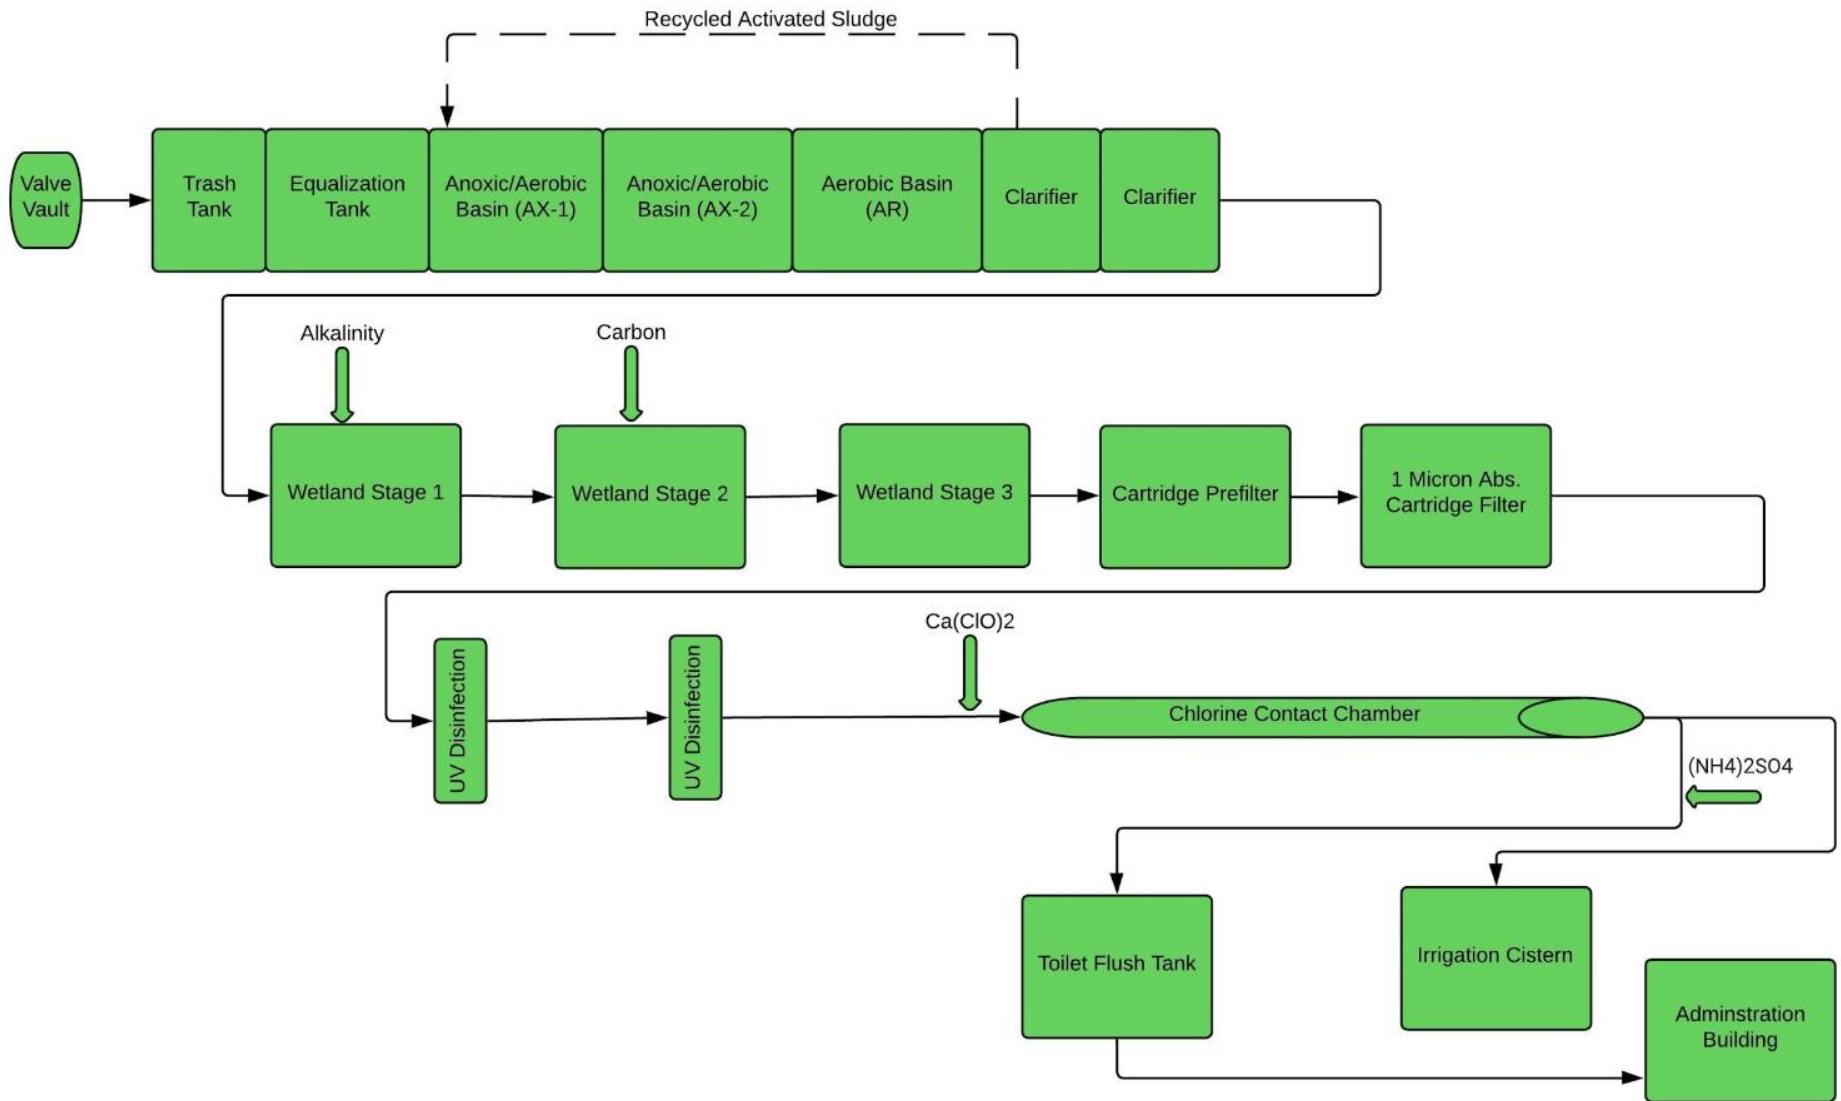 Recycled Activated Sludge
Valve
Vault
Trash
Tank
Equalization
Tank
Anoxic/Aerobic
Basin (AX-1)
Anoxic/Aerobic
Basin (AX-2)
Aerobic Basin
(AR)
Clarifier
Clarifier
Alkalinity
Carbon
Wetland Stage 1
Wetland Stage 2
Wetland Stage 3
Cartridge Prefilter
1 Micron Abs.
Cartridge Filter
Ca(ClO)2
UV Disinfection
UV Disinfection
Chlorine Contact Chamber
(NH4)2SO4
Toilet Flush Tank
Irrigation Cistern
Adminstration
Building